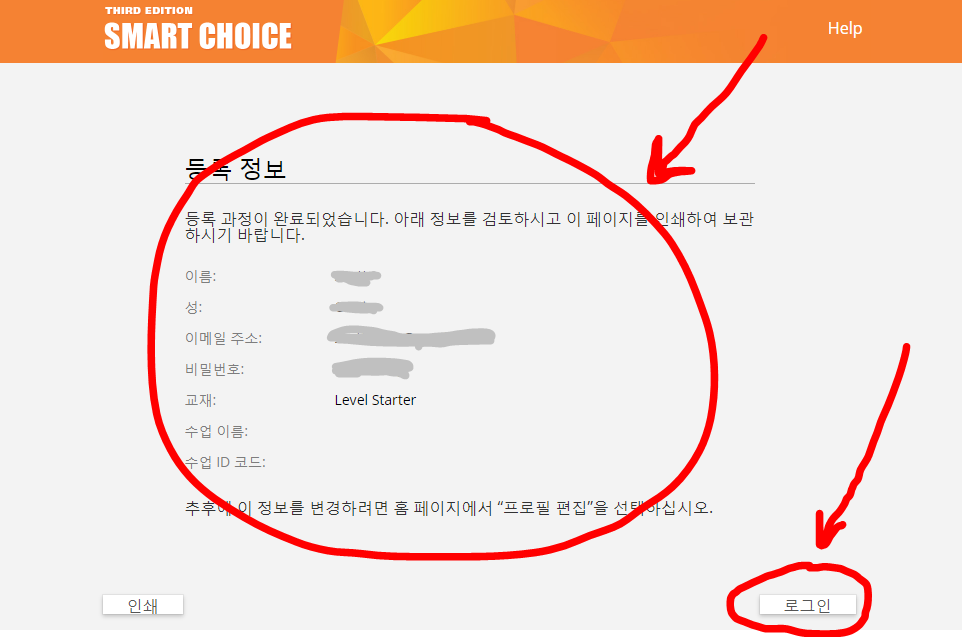 THIRD EDITION
SMART CHOICE
Help
등록 정보
등록 과정이 완료되었습니다. 아래 정보를 검토하시고 이 페이지를 인쇄하여 보관
하시기 바랍니다.
이름:
성:
이메일 주소:
비밀번호:
교재: Level Starter
수업 이름:
수업 ID 코드:
추후에 이 정보를 변경하려면 홈 페이지에서 “프로필 편집”을 선택하십시오.
인쇄
로그인